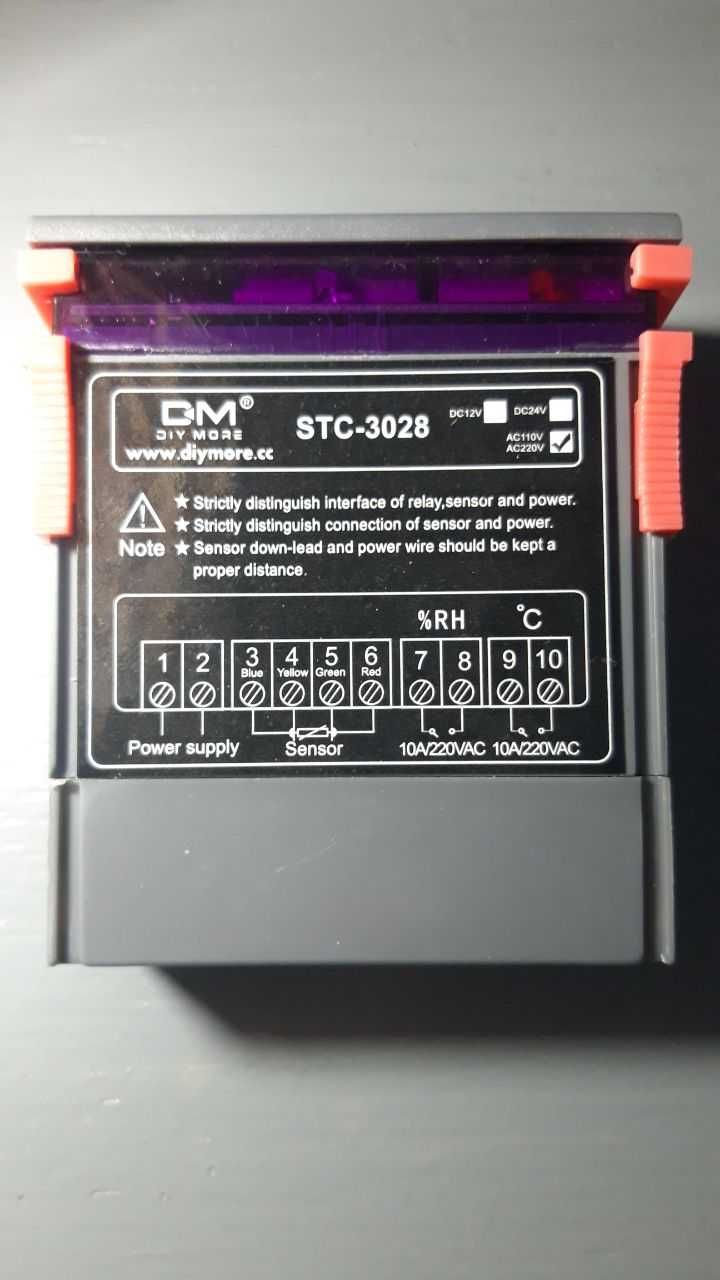 DM®
DIY MORE
www.diymore.cc
STC-3028
DC12V
DC24V
AC110V
AC220V
Note
★ Strictly distinguish interface of relay,sensor and power.
★ Strictly distinguish connection of sensor and power.
★ Sensor down-lead and power wire should be kept a
proper distance.
%RH °C
1 2 3 4 5 6 7 8 9 10
Blue Yellow Green Red
Power supply Sensor 10A/220VAC 10A/220VAC